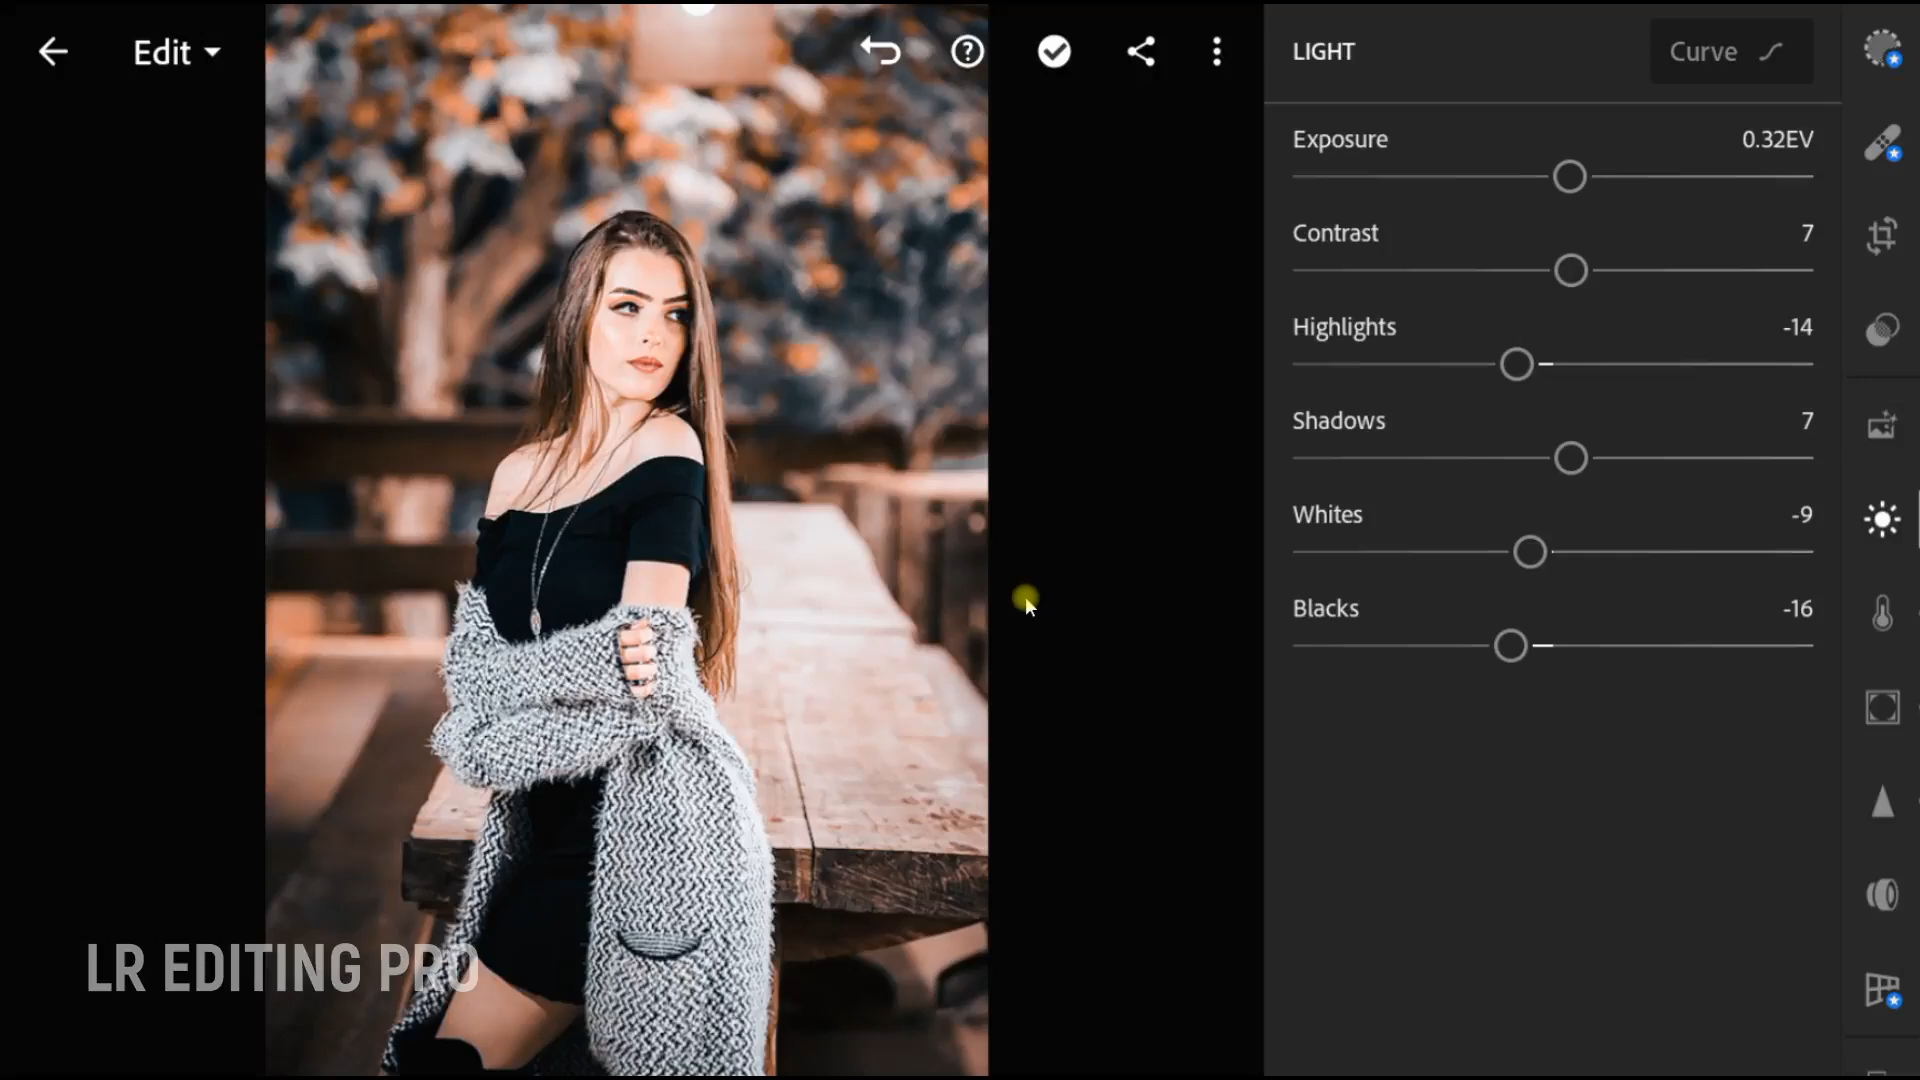 Edit
LIGHT
Curve
Exposure 0.32EV
Contrast 7
Highlights -14
Shadows 7
Whites -9
Blacks -16
LR EDITING PRO